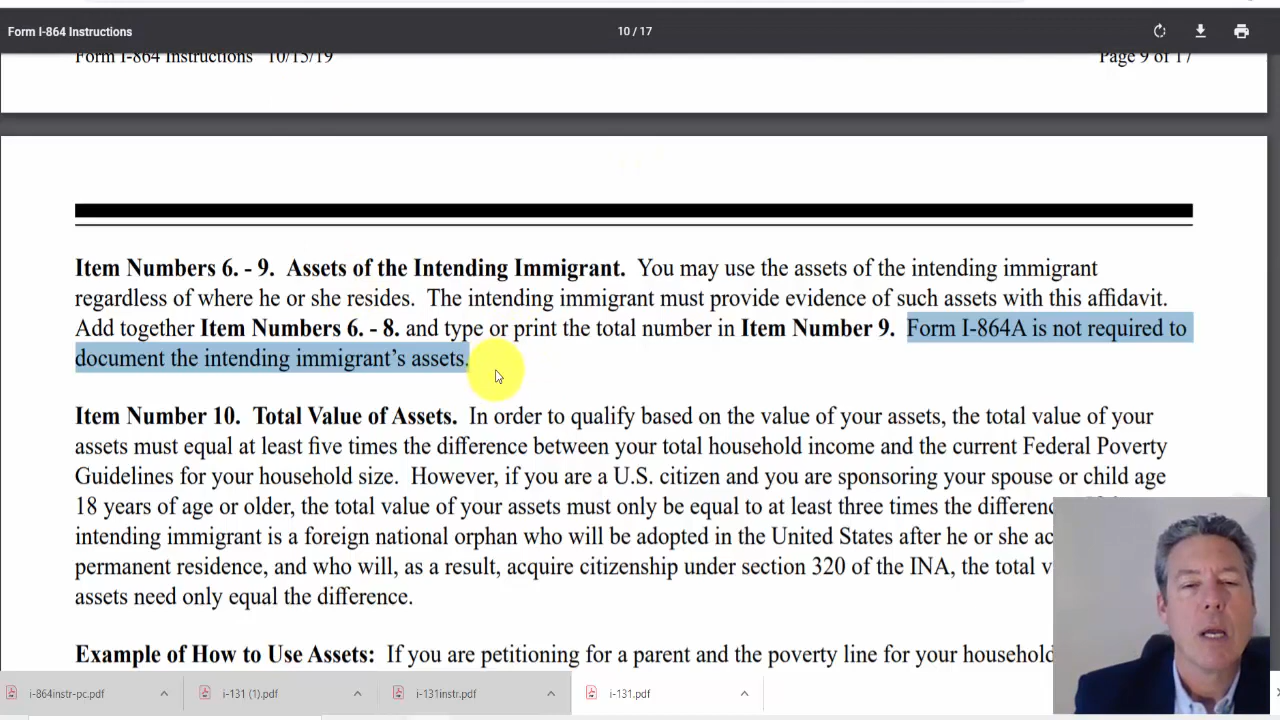 Form I-864 Instructions
10 / 17
Form I-864 Instructions 10/15/19
Page 9 of 17
Item Numbers 6. - 9. Assets of the Intending Immigrant. You may use the assets of the intending immigrant
regardless of where he or she resides. The intending immigrant must provide evidence of such assets with this affidavit.
Add together Item Numbers 6. - 8. and type or print the total number in Item Number 9. Form I-864A is not required to
document the intending immigrant's assets.
Item Number 10. Total Value of Assets. In order to qualify based on the value of your assets, the total value of your
assets must equal at least five times the difference between your total household income and the current Federal Poverty
Guidelines for your household size. However, if you are a U.S. citizen and you are sponsoring your spouse or child age
18 years of age or older, the total value of your assets must only be equal to at least three times the
intending immigrant is a foreign national orphan who will be adopted in the United States after he or she
permanent residence, and who will, as a result, acquire citizenship under section 320 of the INA, the total
assets need only equal the difference.
Example of How to Use Assets: If you are petitioning for a parent and the poverty line for your household
i-864instr-pc.pdf
i-131 (1).pdf
i-131instr.pdf
i-131.pdf